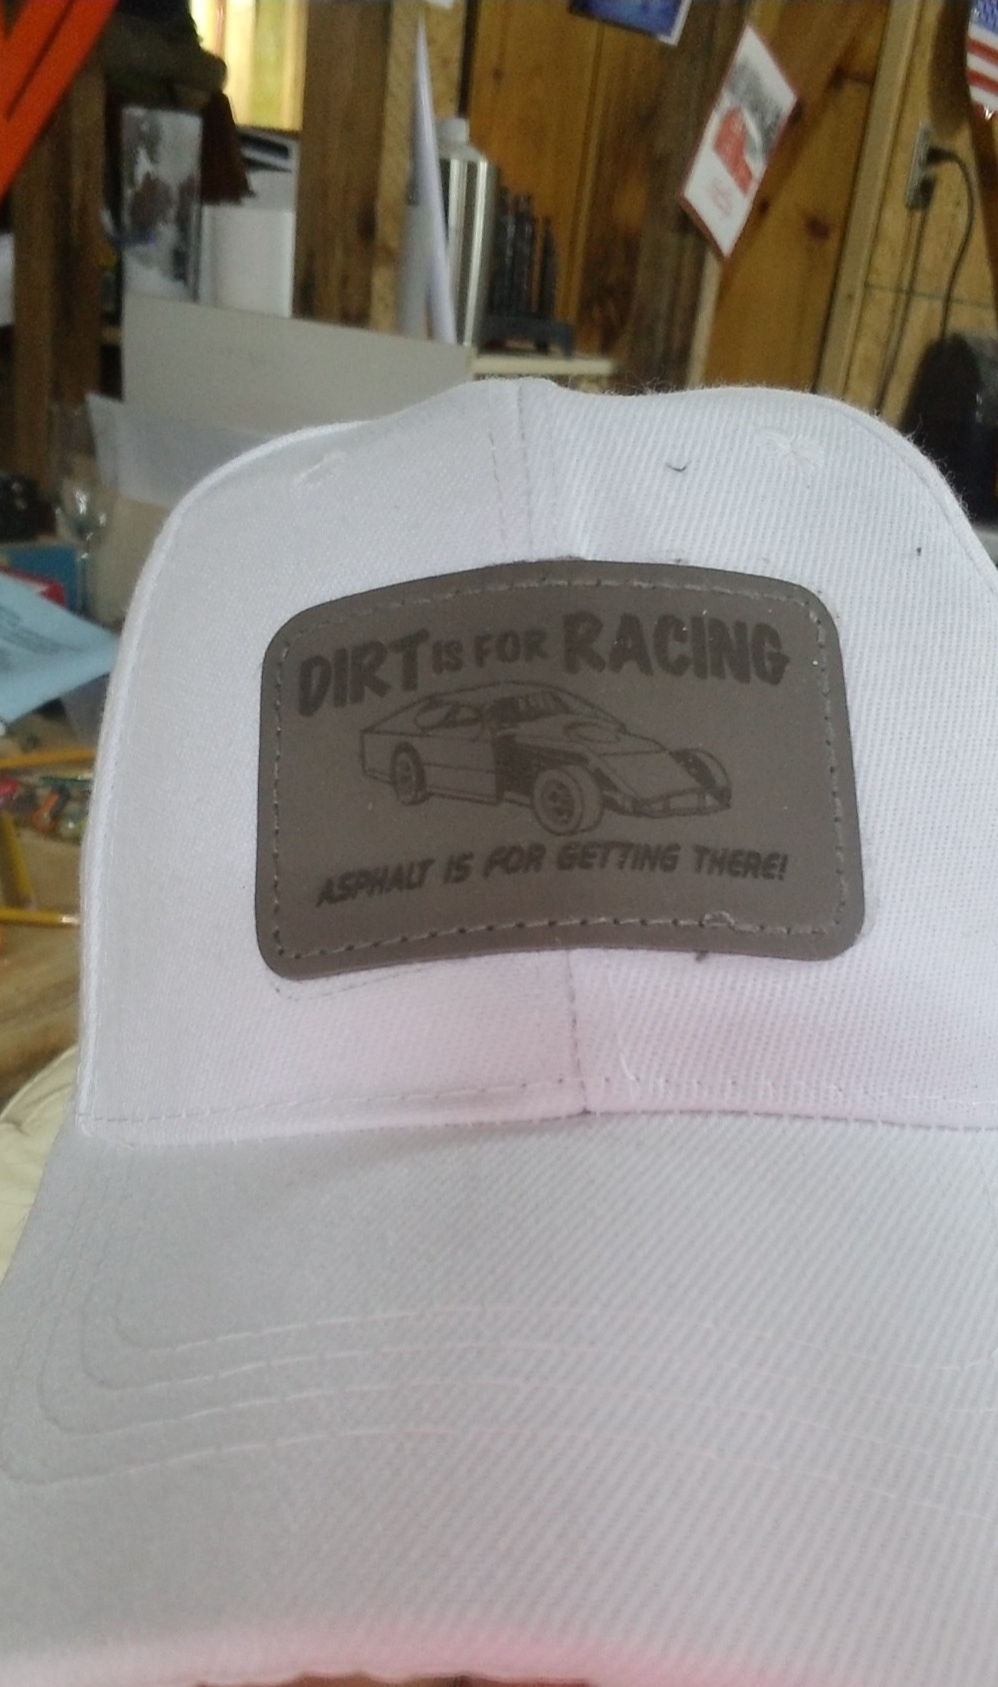 DIRT IS FOR RACING
ASPHALT IS FOR GETTING THERE!